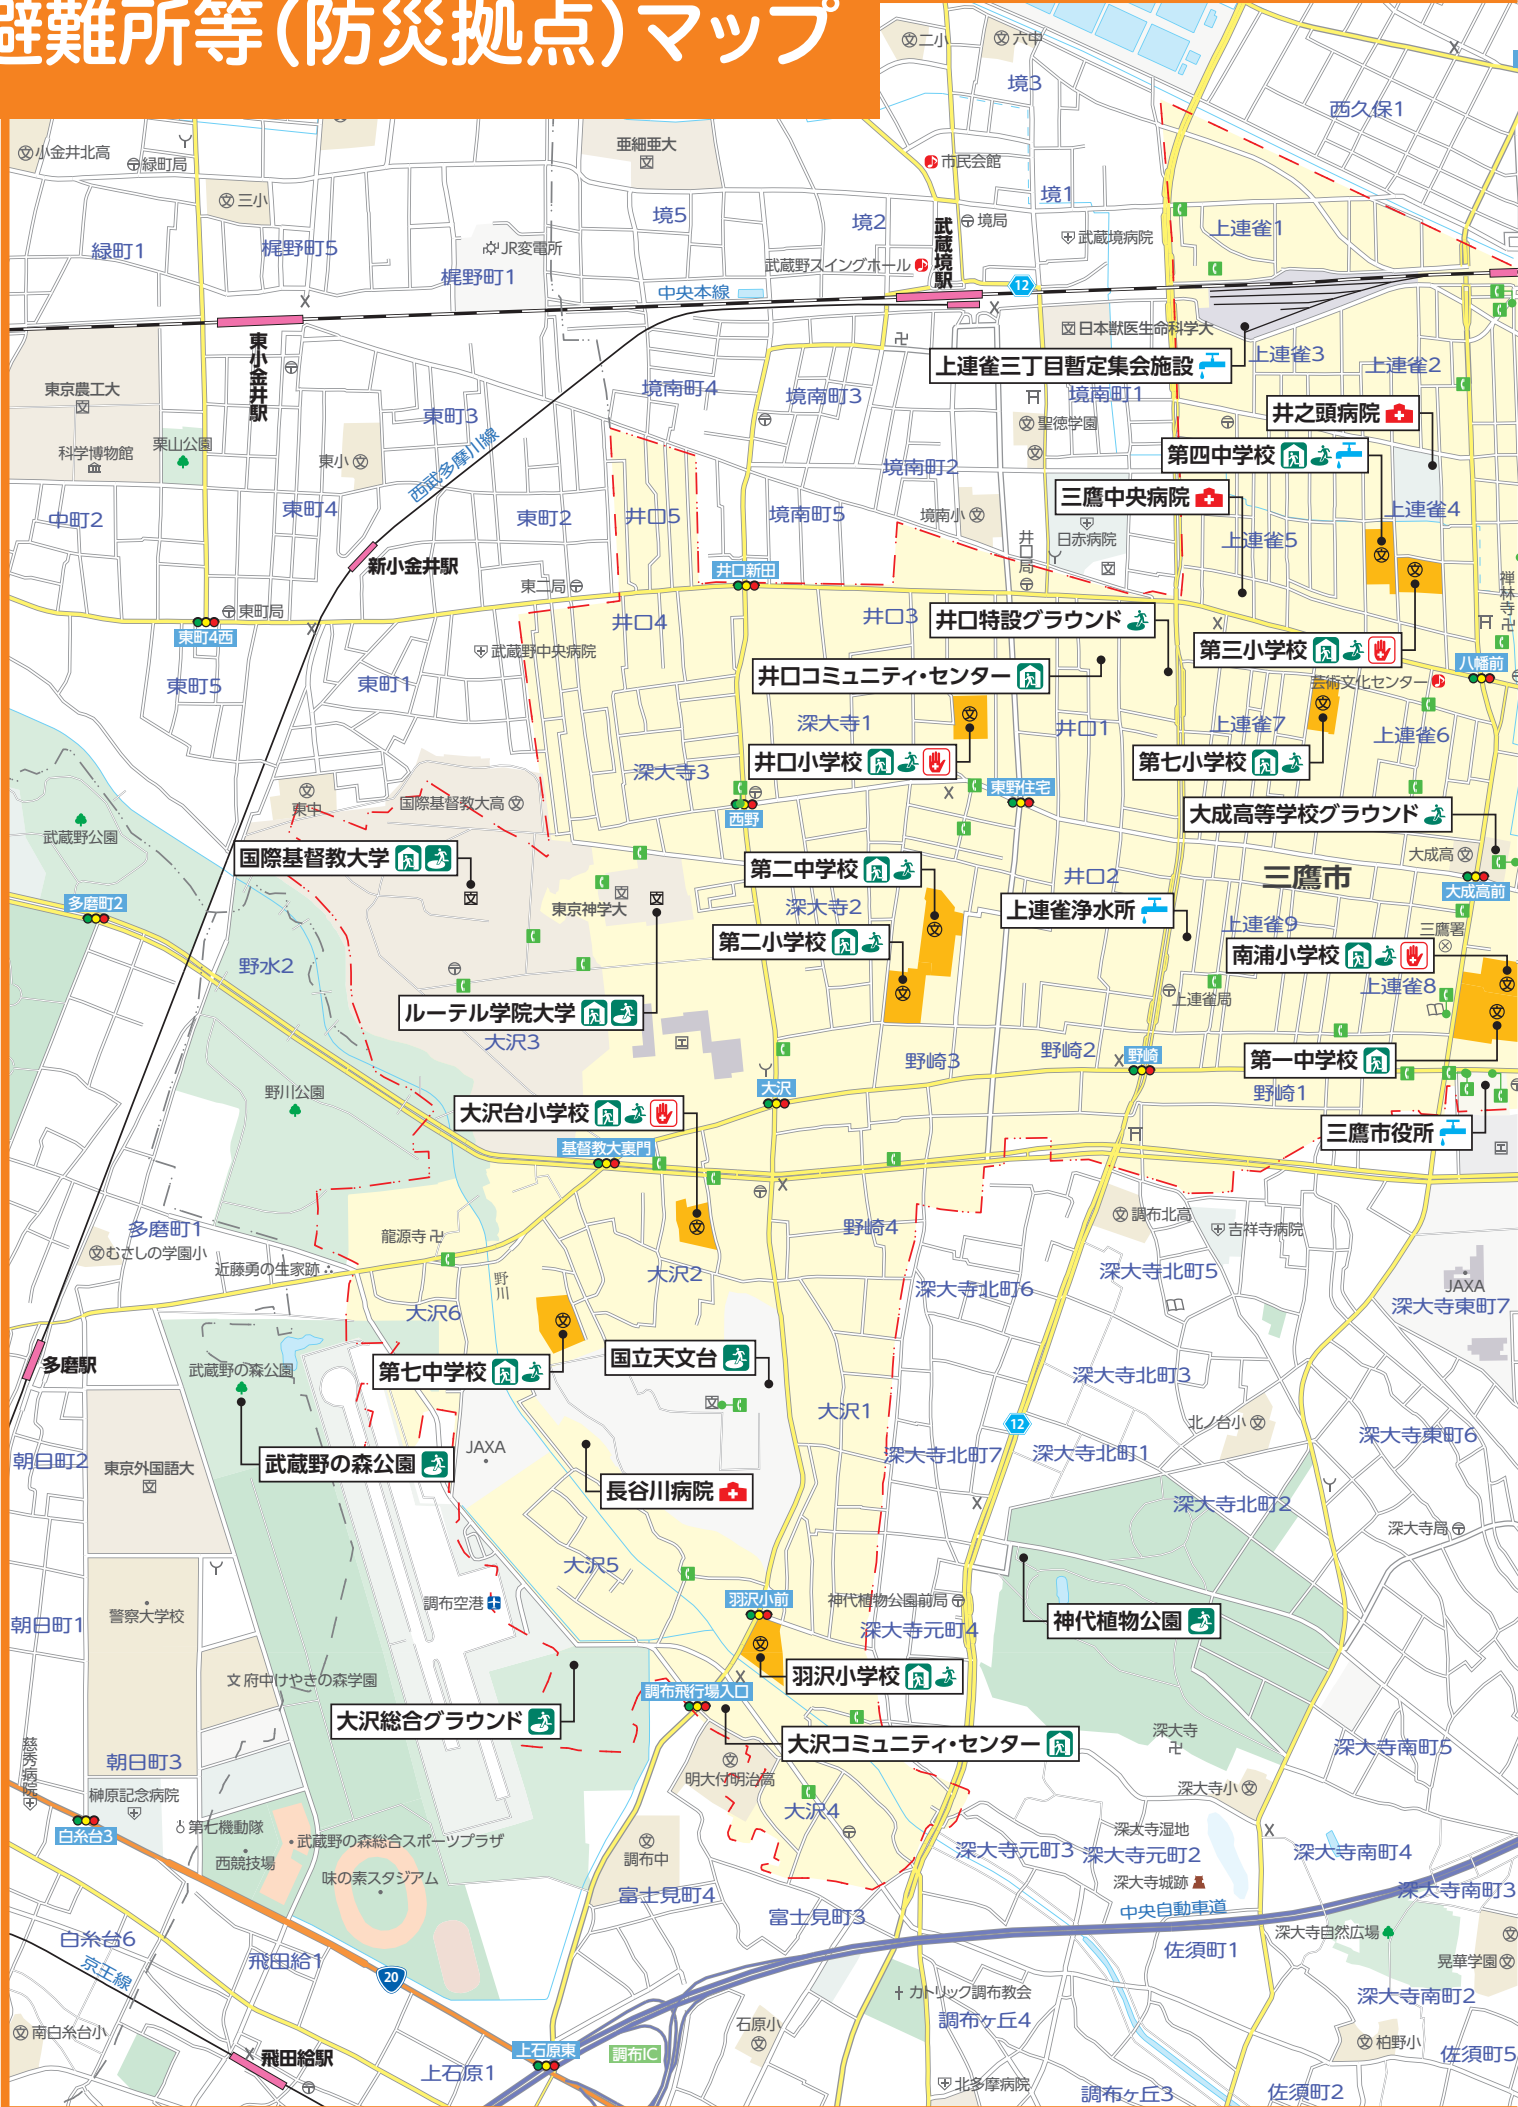 避難所等(防災拠点)マップ
二小
六中
境3
西久保1
小金井北高
緑町局
三小
亜細亜大
市民会館
境1
境5
境2
武蔵境駅
境局
武蔵境病院
上連雀1
緑町1
梶野町5
JR変電所
梶野町1
武蔵野スイングホール
中央本線
12
東小金井駅
日本獣医生命科学大
上連雀三丁目暫定集会施設
上連雀3
上連雀2
東京農工大
境南町4
境南町3
境南町1
井之頭病院
東町3
聖徳学園
科学博物館
栗山公園
東小
西武多摩川線
境南町2
第四中学校
三鷹中央病院
中町2
東町4
東町2
井口5
境南町5
境南小
日赤病院
井口局
上連雀5
上連雀4
新小金井駅
東二局
井口新田
禅林寺
東町局
東町4西
井口4
井口3
井口特設グラウンド
第三小学校
武蔵野中央病院
井口コミュニティ・センター
八幡前
芸術文化センター
東町5
東町1
深大寺1
井口1
上連雀7
上連雀6
井口小学校
第七小学校
深大寺3
東中
国際基督教大高
西野
東野住宅
大成高等学校グラウンド
武蔵野公園
国際基督教大学
第二中学校
井口2
三鷹市
大成高
大成高前
多磨町2
東京神学大
深大寺2
上連雀浄水所
第二小学校
上連雀9
三鷹署
南浦小学校
野水2
ルーテル学院大学
上連雀局
上連雀8
大沢3
野崎3
野崎2
野崎
第一中学校
野川公園
大沢
大沢台小学校
野崎1
基督教大裏門
三鷹市役所
多磨町1
龍源寺
野崎4
調布北高
吉祥寺病院
むさしの学園小
近藤勇の生家跡
野川
大沢2
深大寺北町5
深大寺北町6
JAXA
深大寺東町7
大沢6
多磨駅
武蔵野の森公園
第七中学校
国立天文台
深大寺北町3
大沢1
北ノ台小
12
朝日町2
東京外国語大
JAXA
武蔵野の森公園
深大寺北町7
深大寺北町1
深大寺東町6
長谷川病院
深大寺北町2
深大寺局
大沢5
調布空港
羽沢小前
神代植物公園前局
深大寺元町4
朝日町1
警察大学校
神代植物公園
羽沢小学校
府中けやきの森学園
調布飛行場入口
大沢総合グラウンド
大沢コミュニティ・センター
慈秀病院
深大寺
深大寺南町5
朝日町3
榊原記念病院
明大付明治高
深大寺小
大沢4
白糸台3
第七機動隊
武蔵野の森総合スポーツプラザ
深大寺湿地
西競技場
味の素スタジアム
調布中
深大寺元町3
深大寺元町2
深大寺南町4
深大寺城跡
富士見町4
深大寺南町3
富士見町3
中央自動車道
白糸台6
飛田給1
佐須町1
深大寺自然広場
京王線
20
晃華学園
カトリック調布教会
深大寺南町2
調布ヶ丘4
南白糸台小
石原小
柏野小
上石原東
調布IC
飛田給駅
佐須町5
上石原1
北多摩病院
調布ヶ丘3
佐須町2